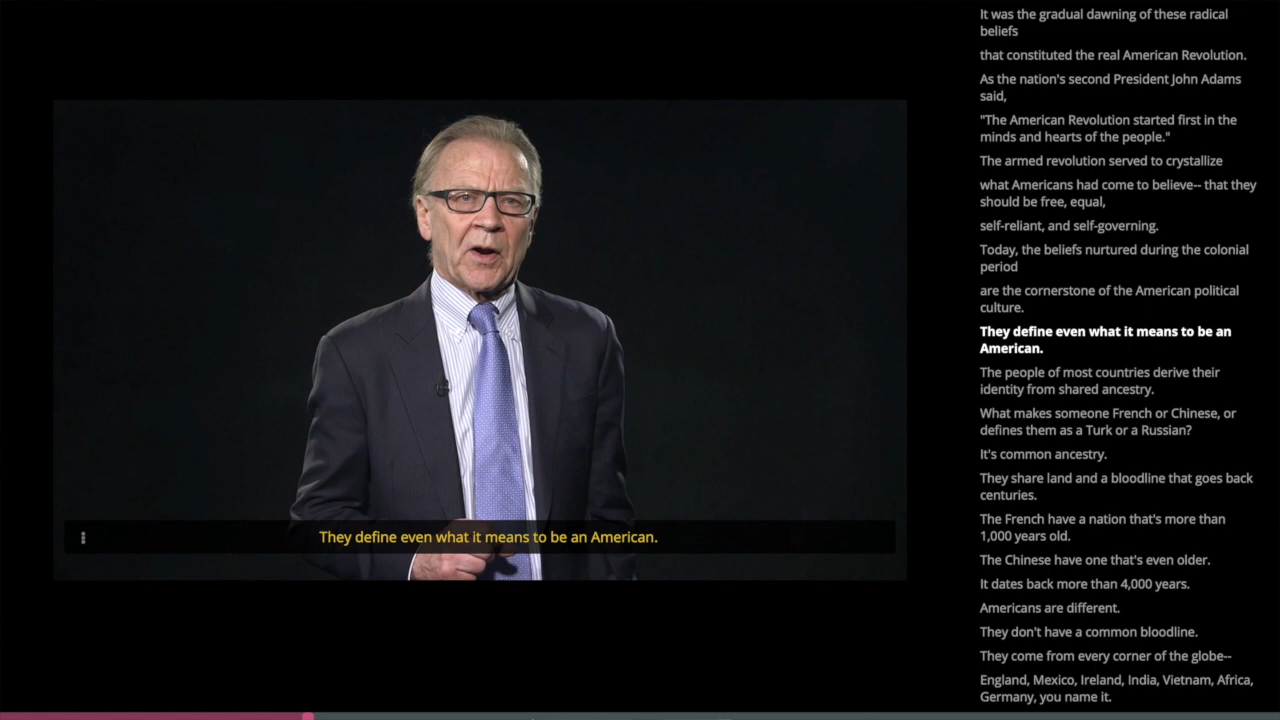 It was the gradual dawning of these radical
beliefs
that constituted the real American Revolution.
As the nation's second President John Adams
said,
"The American Revolution started first in the
minds and hearts of the people."
The armed revolution served to crystallize
what Americans had come to believe-- that they
should be free, equal,
self-reliant, and self-governing.
Today, the beliefs nurtured during the colonial
period
are the cornerstone of the American political
culture.
They define even what it means to be an
American.
The people of most countries derive their
identity from shared ancestry.
What makes someone French or Chinese, or
defines them as a Turk or a Russian?
It's common ancestry.
They share land and a bloodline that goes back
centuries.
The French have a nation that's more than
1,000 years old.
The Chinese have one that's even older.
It dates back more than 4,000 years.
Americans are different.
They don't have a common bloodline.
They come from every corner of the globe--
England, Mexico, Ireland, India, Vietnam, Africa,
Germany, you name it.
They define even what it means to be an American.